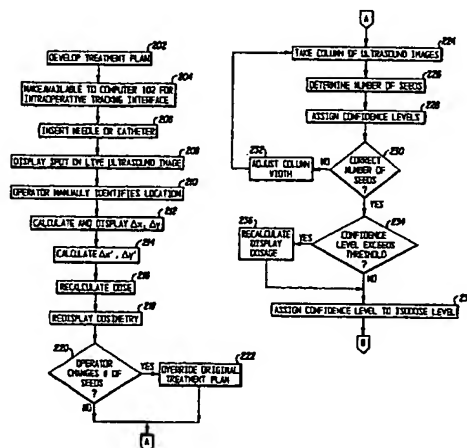 202
DEVELOP TREATMENT PLAN
204
MAKE AVAILABLE TO COMPUTER 102 FOR
INTRAOPERATIVE TRACKING INTERFACE
206
INSERT NEEDLE OR CATHETER
208
DISPLAY SPOT ON LIVE ULTRASOUND IMAGE
210
OPERATOR MANUALLY IDENTIFIES LOCATION
212
CALCULATE AND DISPLAY Δx, Δy
214
CALCULATE Δx', Δy'
216
RECALCULATE DOSE
218
REDISPLAY DOSIMETRY
220
OPERATOR
CHANGES # OF
SEEDS
?
YES
NO
222
OVERRIDE ORIGINAL
TREATMENT PLAN
A
A
224
TAKE COLUMN OF ULTRASOUND IMAGES
226
DETERMINE NUMBER OF SEEDS
228
ASSIGN CONFIDENCE LEVELS
230
CORRECT
NUMBER OF
SEEDS
?
NO
YES
232
ADJUST COLUMN
WIDTH
234
CONFIDENCE
LEVEL EXCEEDS
THRESHOLD
?
YES
NO
236
RECALCULATE
DISPLAY
DOSAGE
ASSIGN CONFIDENCE LEVEL TO ISODOSE LEVEL
B